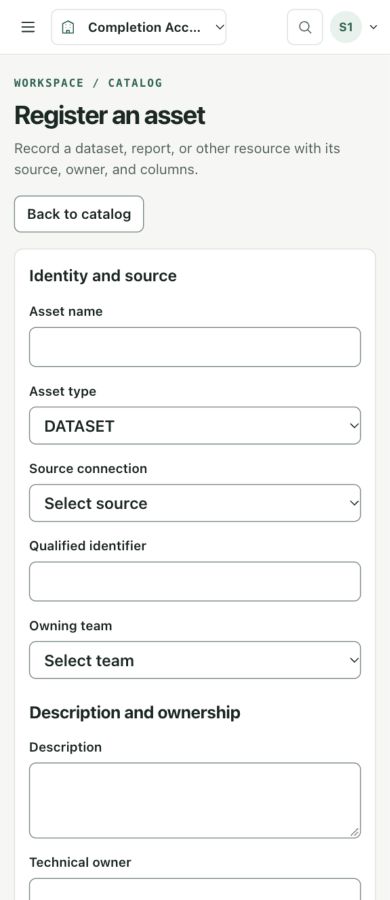 Completion Acc...
S1
WORKSPACE / CATALOG
Register an asset
Record a dataset, report, or other resource with its
source, owner, and columns.
Back to catalog
Identity and source
Asset name
Asset type
DATASET
Source connection
Select source
Qualified identifier
Owning team
Select team
Description and ownership
Description
Technical owner